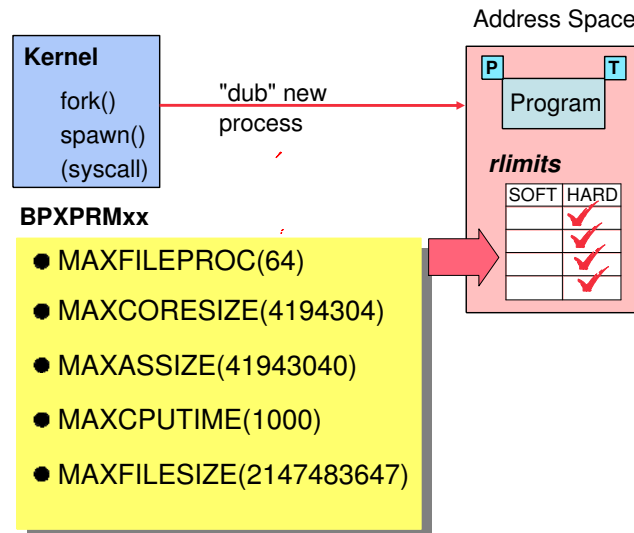 Address Space
Kernel
fork()
spawn()
(syscall)
"dub" new
process
P
T
Program
rlimits
SOFT HARD
BPXPRMxx
● MAXFILEPROC(64)
● MAXCORESIZE(4194304)
● MAXASSIZE(41943040)
● MAXCPUTIME(1000)
● MAXFILESIZE(2147483647)